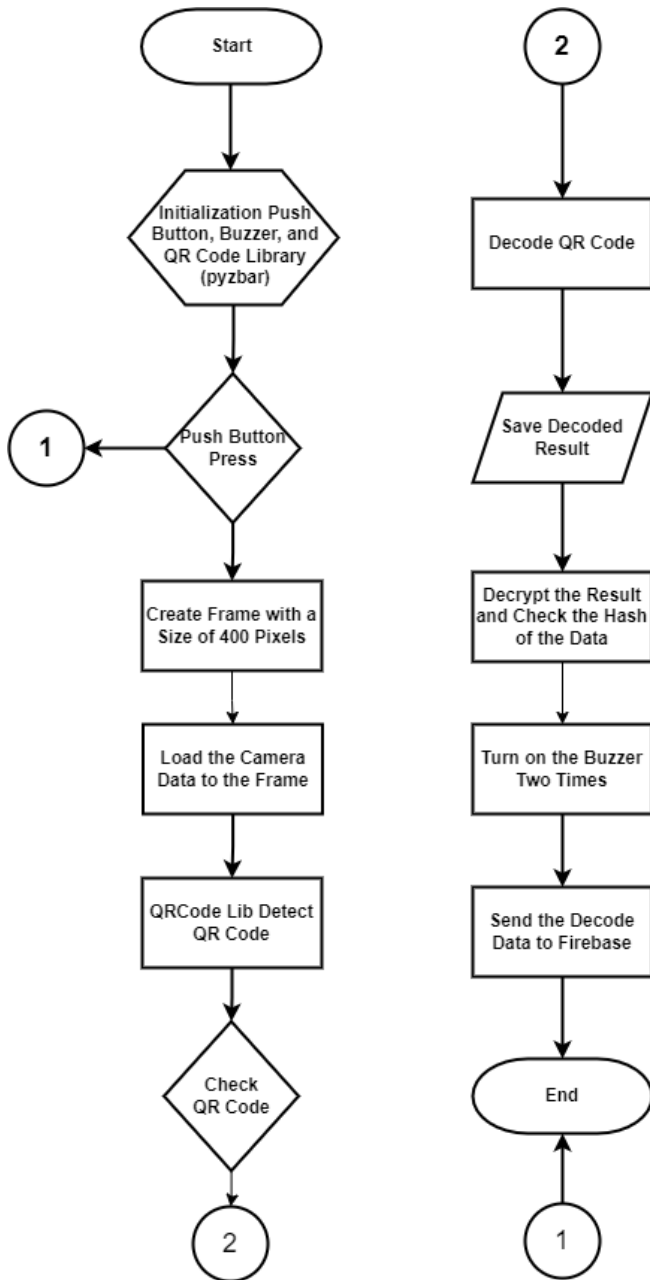 Start
Initialization Push
Button, Buzzer, and
QR Code Library
(pyzbar)
Push Button
Press
1
Create Frame with a
Size of 400 Pixels
Load the Camera
Data to the Frame
QRCode Lib Detect
QR Code
Check
QR Code
2
2
Decode QR Code
Save Decoded
Result
Decrypt the Result
and Check the Hash
of the Data
Turn on the Buzzer
Two Times
Send the Decode
Data to Firebase
End
1